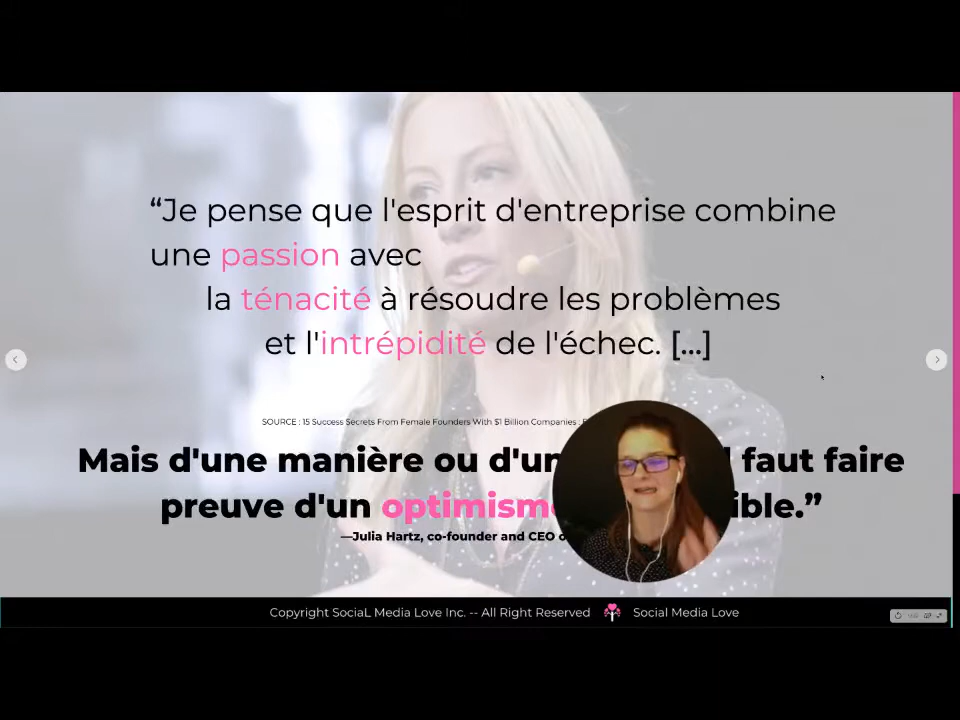 “Je pense que l'esprit d'entreprise combine
une passion avec
la ténacité à résoudre les problèmes
et l'intrépidité de l'échec. [...]
SOURCE : 15 Success Secrets From Female Founders With $1 Billion Companies :
Mais d'une manière ou d'un faut faire
preuve d'un optimisme ible.”
—Julia Hartz, co-founder and CEO
Copyright SociaL Media Love Inc. -- All Right Reserved Social Media Love